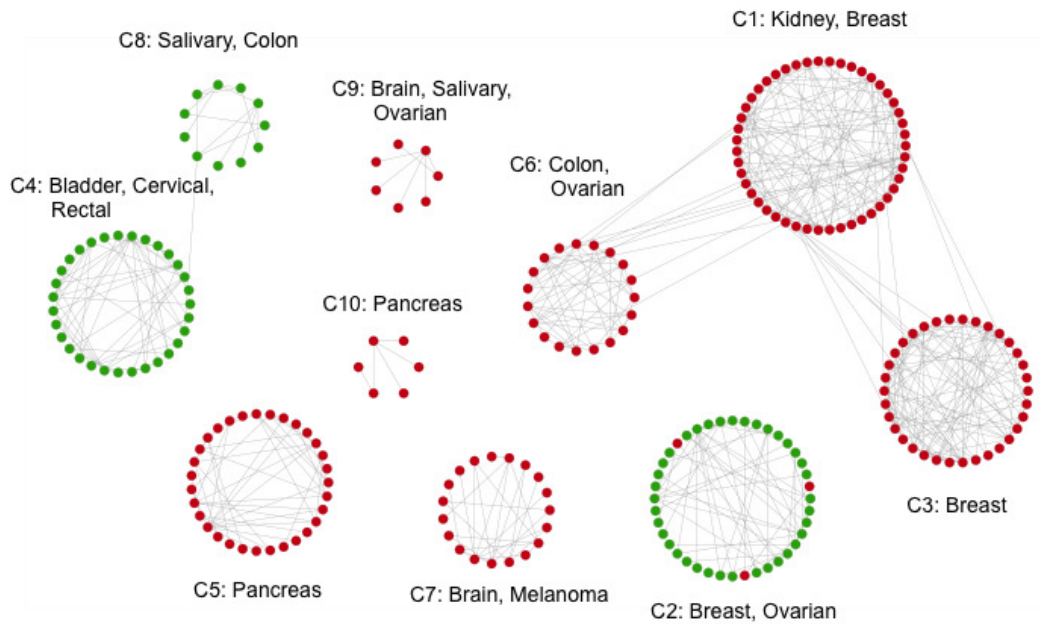 C1: Kidney, Breast
C8: Salivary, Colon
C9: Brain, Salivary,
Ovarian
C6: Colon,
Ovarian
C4: Bladder, Cervical,
Rectal
C10: Pancreas
C3: Breast
C5: Pancreas
C7: Brain, Melanoma
C2: Breast, Ovarian